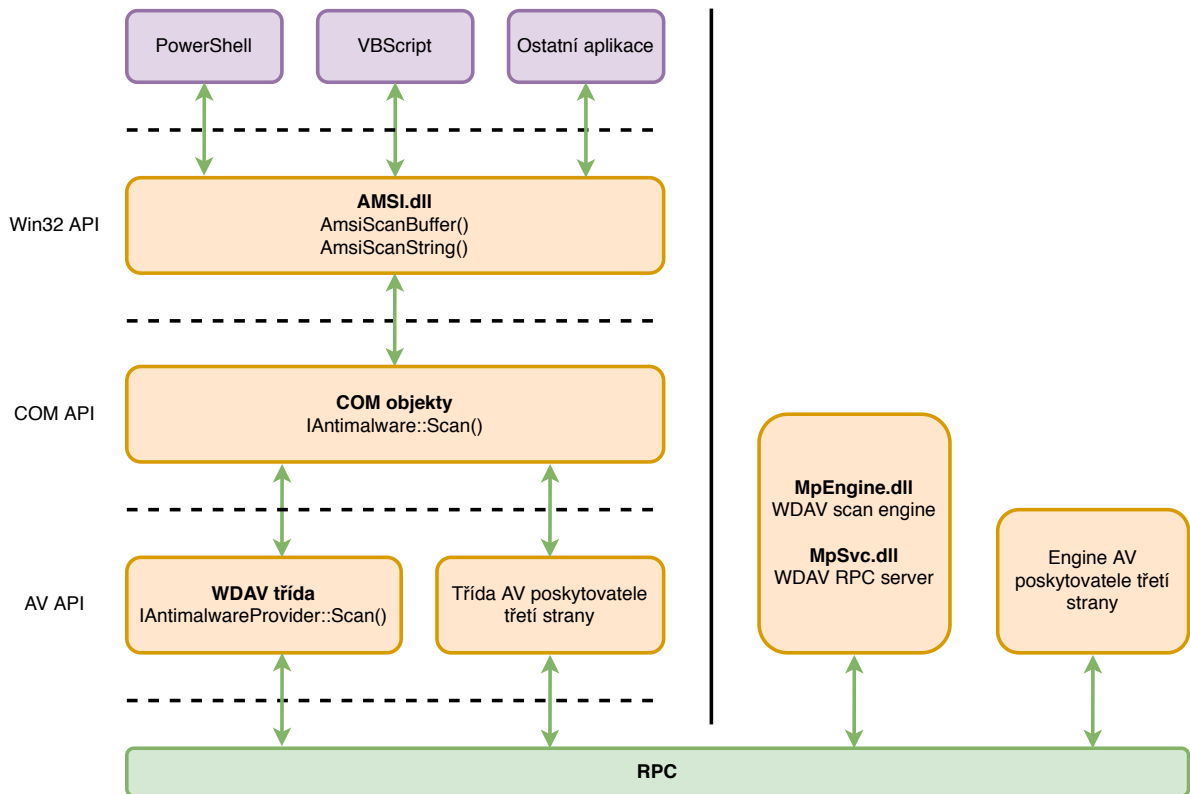 PowerShell
VBScript
Ostatní aplikace
Win32 API
AMSI.dll
AmsiScanBuffer()
AmsiScanString()
COM API
COM objekty
IAntimalware::Scan()
MpEngine.dll
WDAV scan engine
MpSvc.dll
WDAV RPC server
AV API
WDAV třída
IAntimalwareProvider::Scan()
Třída AV poskytovatele
třetí strany
Engine AV
poskytovatele třetí
strany
RPC